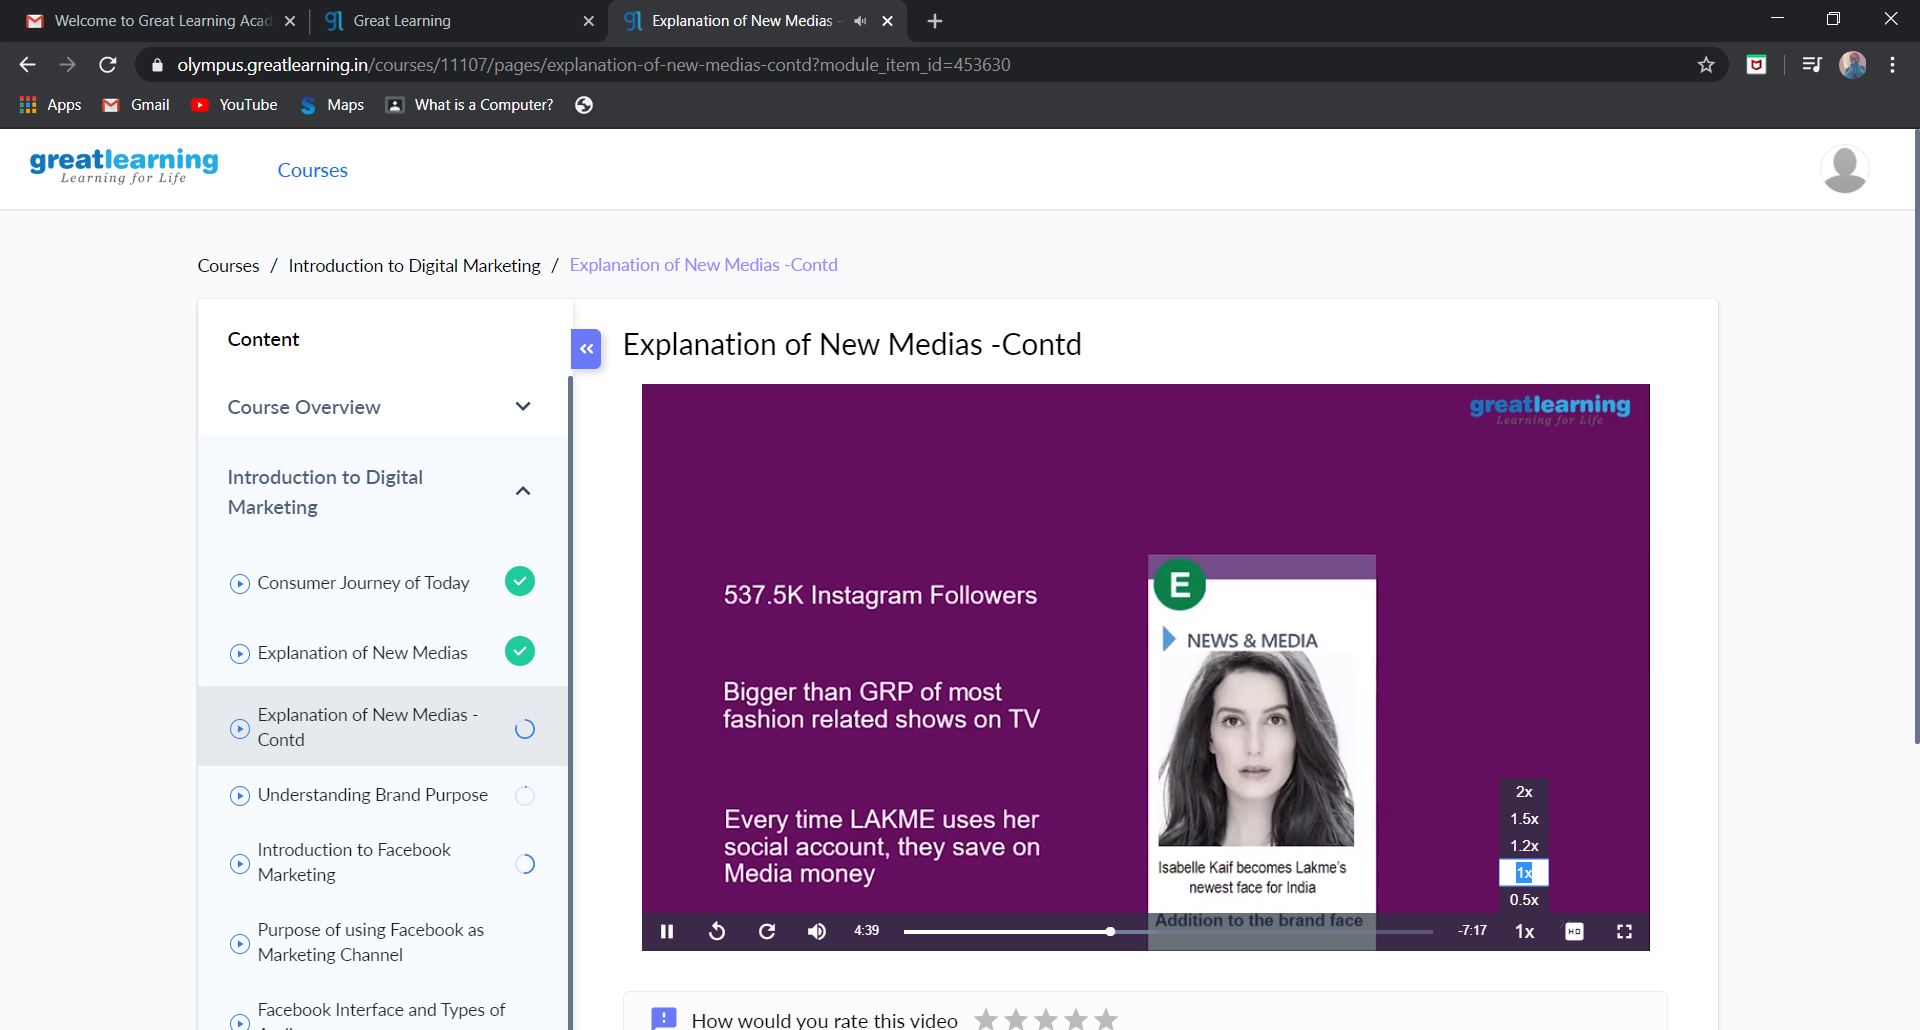 Welcome to Great Learning Acad
Great Learning
Explanation of New Medias -
olympus.greatlearning.in/courses/11107/pages/explanation-of-new-medias-contd?module_item_id=453630
Apps
Gmail
YouTube
Maps
What is a Computer?
greatlearning
Learning for Life
Courses
Courses / Introduction to Digital Marketing / Explanation of New Medias -Contd
Content
Course Overview
Introduction to Digital
Marketing
Consumer Journey of Today
Explanation of New Medias
Explanation of New Medias -
Contd
Understanding Brand Purpose
Introduction to Facebook
Marketing
Purpose of using Facebook as
Marketing Channel
Facebook Interface and Types of
Explanation of New Medias -Contd
greatlearning
Learning for Life
537.5K Instagram Followers
Bigger than GRP of most
fashion related shows on TV
Every time LAKME uses her
social account, they save on
Media money
E
NEWS & MEDIA
Isabelle Kaif becomes Lakme's
newest face for India
Addition to the brand face
2x
1.5x
1.2x
1x
0.5x
4:39
-7:17
1x
HD
How would you rate this video